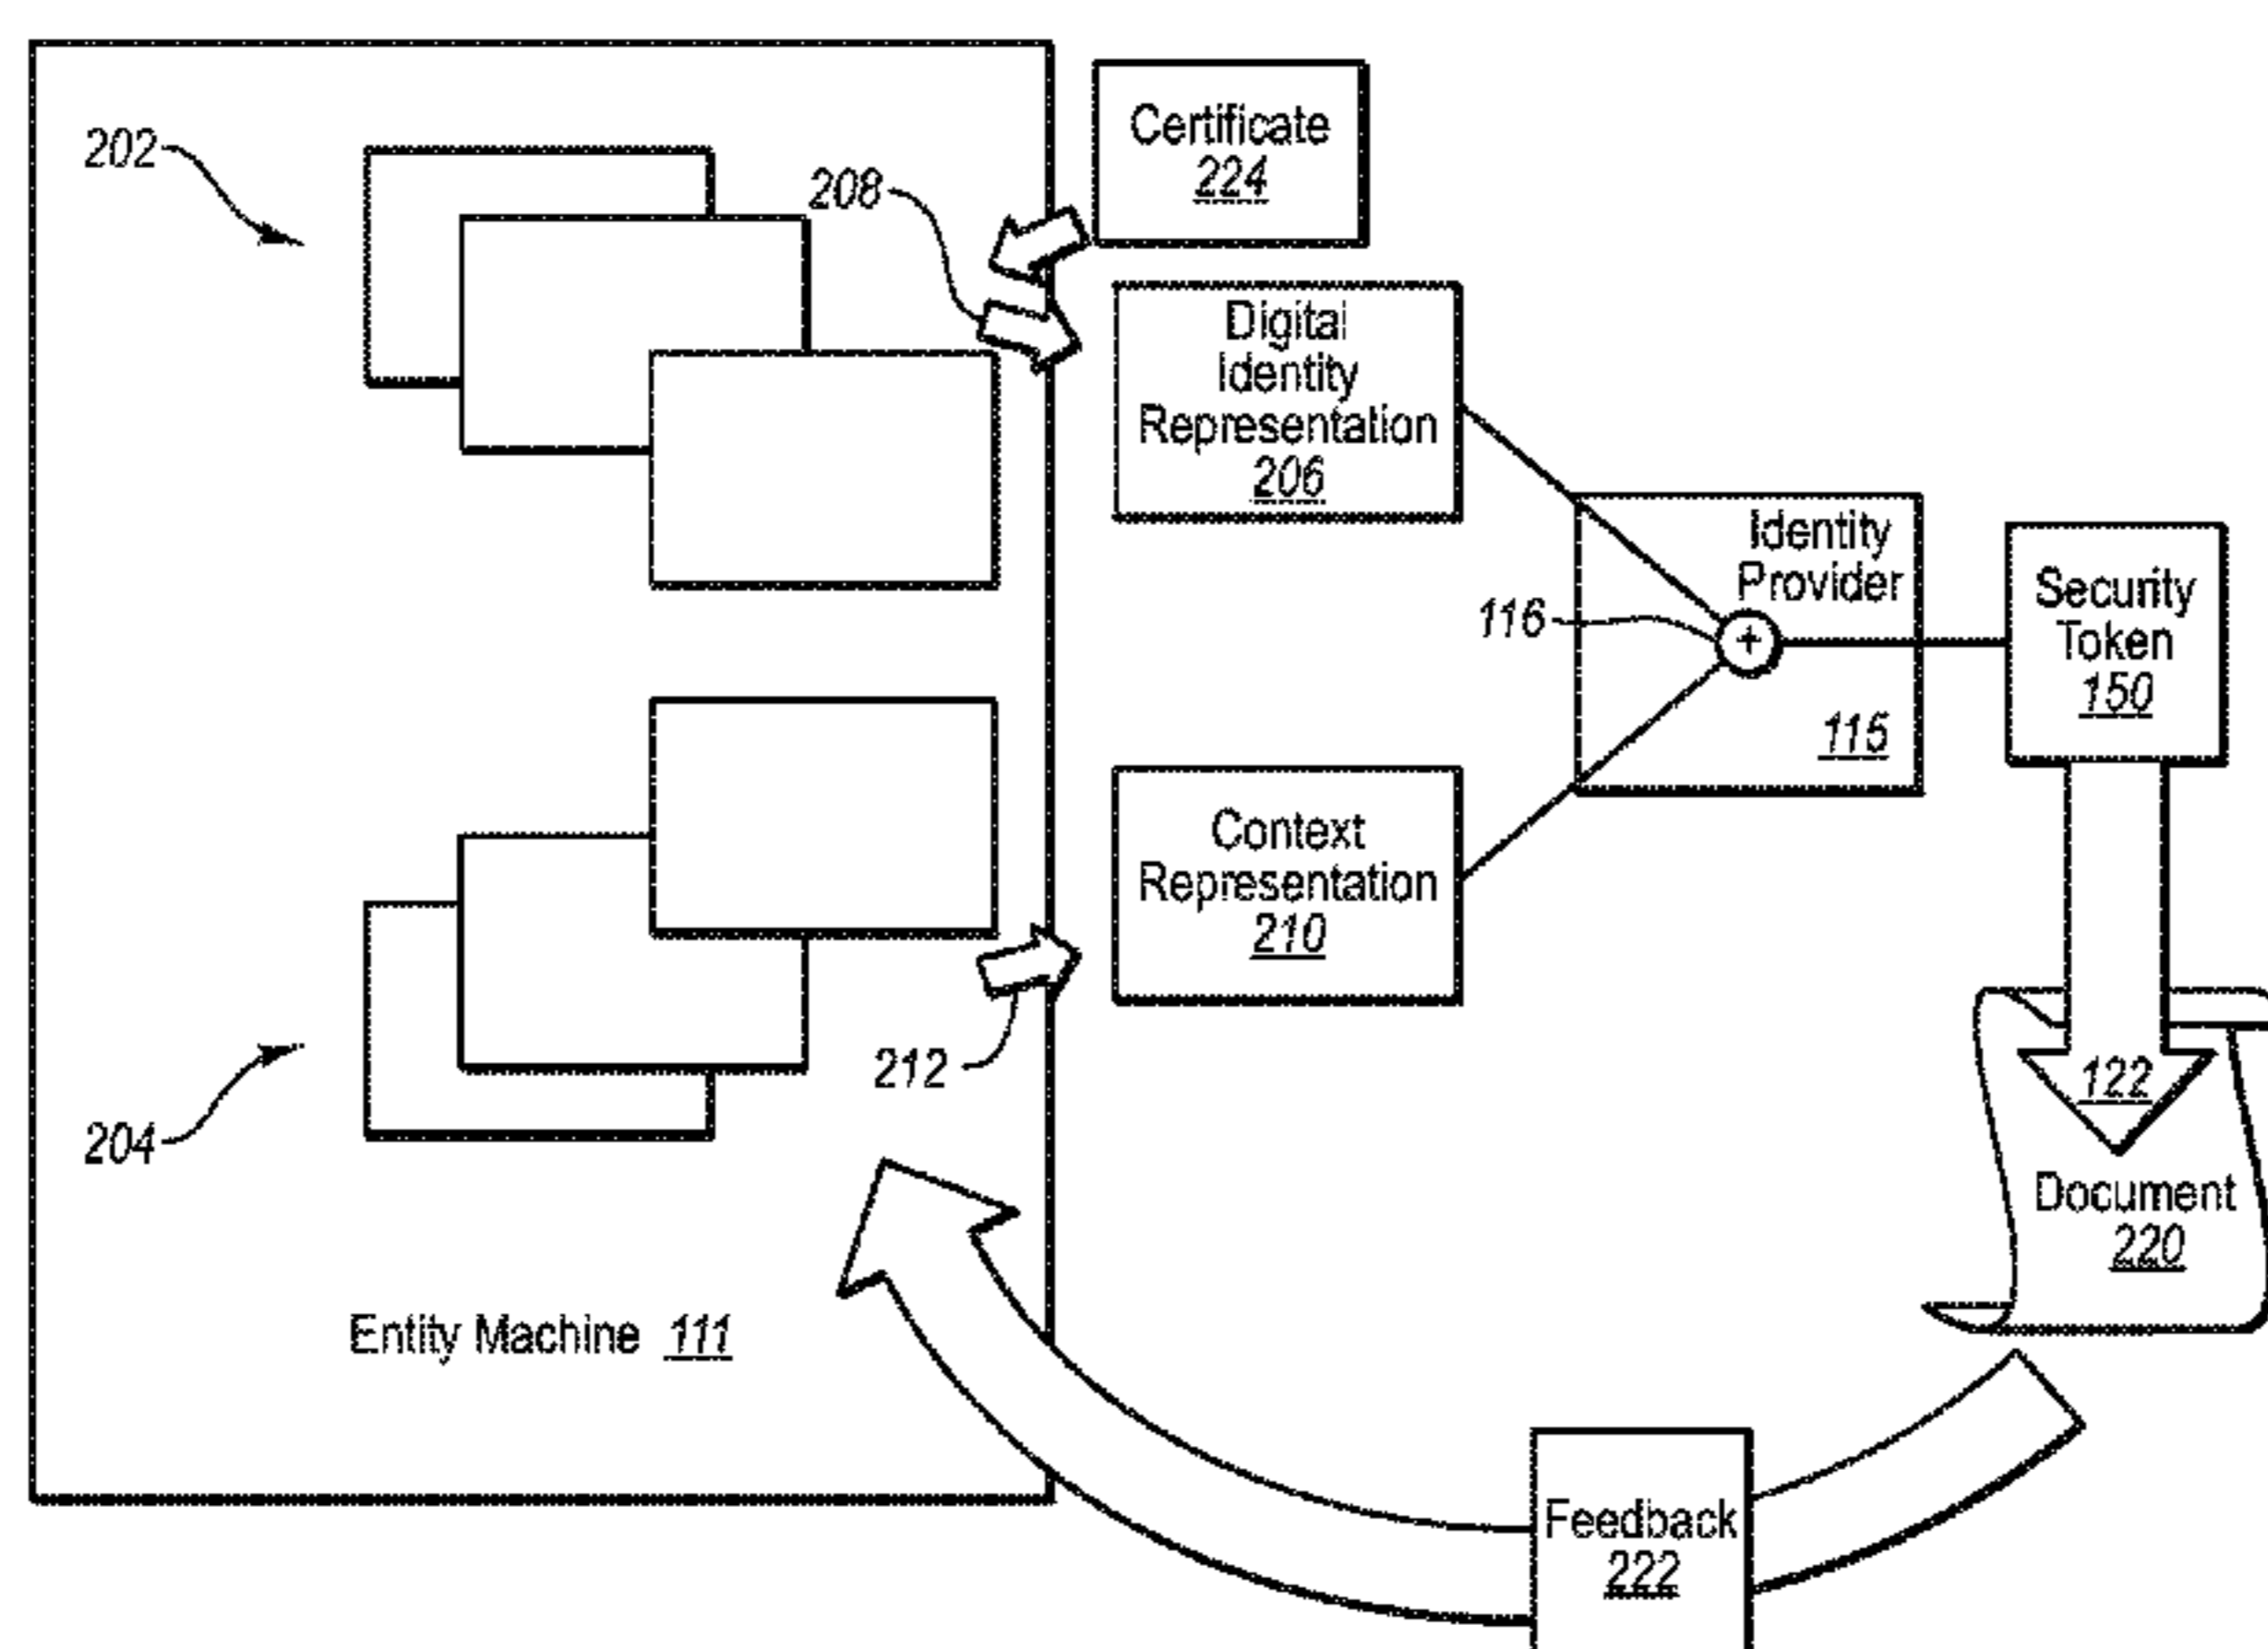 202
208
Certificate
224
Digital
Identity
Representation
206
Identity
Provider
116
115
Security
Token
150
Context
Representation
210
212
204
122
Document
220
Entity Machine 111
Feedback
222